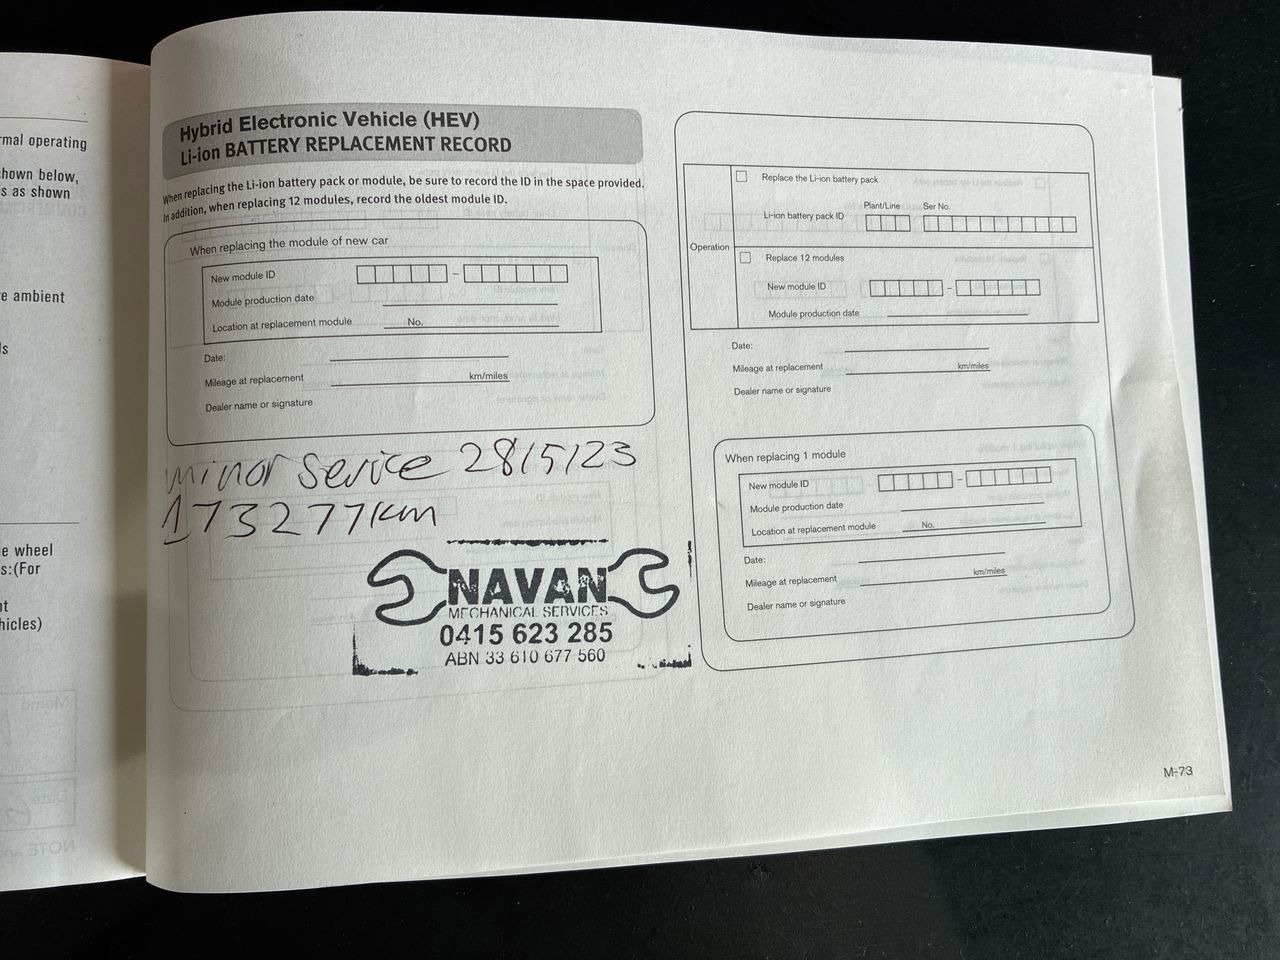 rmal operating
hown below,
s as shown
e ambient
ls
e wheel
s:(For
nt
hicles)
Hybrid Electronic Vehicle (HEV)
Li-ion BATTERY REPLACEMENT RECORD
When replacing the Li-ion battery pack or module, be sure to record the ID in the space provided.
In addition, when replacing 12 modules, record the oldest module ID.
When replacing the module of new car
New module ID –
Module production date
Location at replacement module No.
Date:
Mileage at replacement km/miles
Dealer name or signature
minor Service 28/5/23
173277km
NAVAN
MECHANICAL SERVICES
0415 623 285
ABN 33 610 677 560
Operation
Replace the Li-ion battery pack
Plant/Line Ser No.
Li-ion battery pack ID
Replace 12 modules
New module ID -
Module production date
Date:
Mileage at replacement km/miles
Dealer name or signature
When replacing 1 module
New module ID –
Module production date
Location at replacement module No.
Date:
Mileage at replacement km/miles
Dealer name or signature
M-73